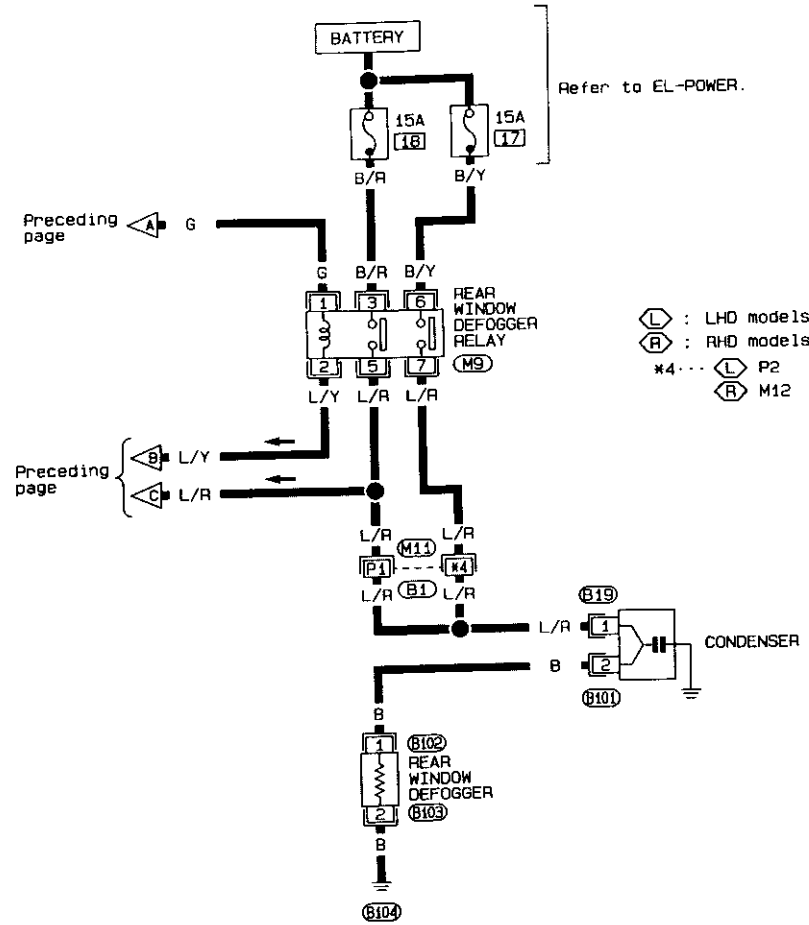 BATTERY
Refer to EL-POWER.
15A
18
15A
17
B/R
B/Y
Preceding
page
A
G
G
B/R
B/Y
1
3
6
REAR
WINDOW
DEFOGGER
RELAY
2
5
7
M9
L/Y
L/R
L/R
L : LHD models
R : RHD models
*4··· L P2
R M12
Preceding
page
B
L/Y
C
L/R
L/R
L/R
M11
P1
*4
B1
L/R
L/R
L/R
B19
1
CONDENSER
B
2
B101
B
1
B102
REAR
WINDOW
DEFOGGER
2
B103
B
B104